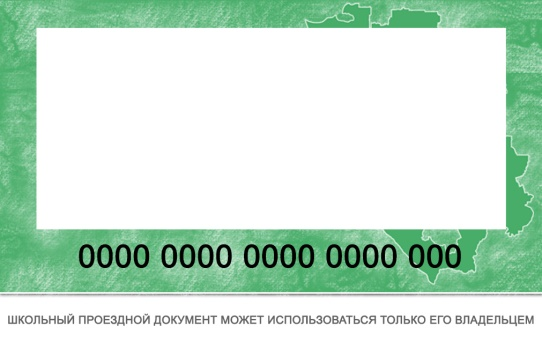 0000 0000 0000 0000 000
ШКОЛЬНЫЙ ПРОЕЗДНОЙ ДОКУМЕНТ МОЖЕТ ИСПОЛЬЗОВАТЬСЯ ТОЛЬКО ЕГО ВЛАДЕЛЬЦЕМ